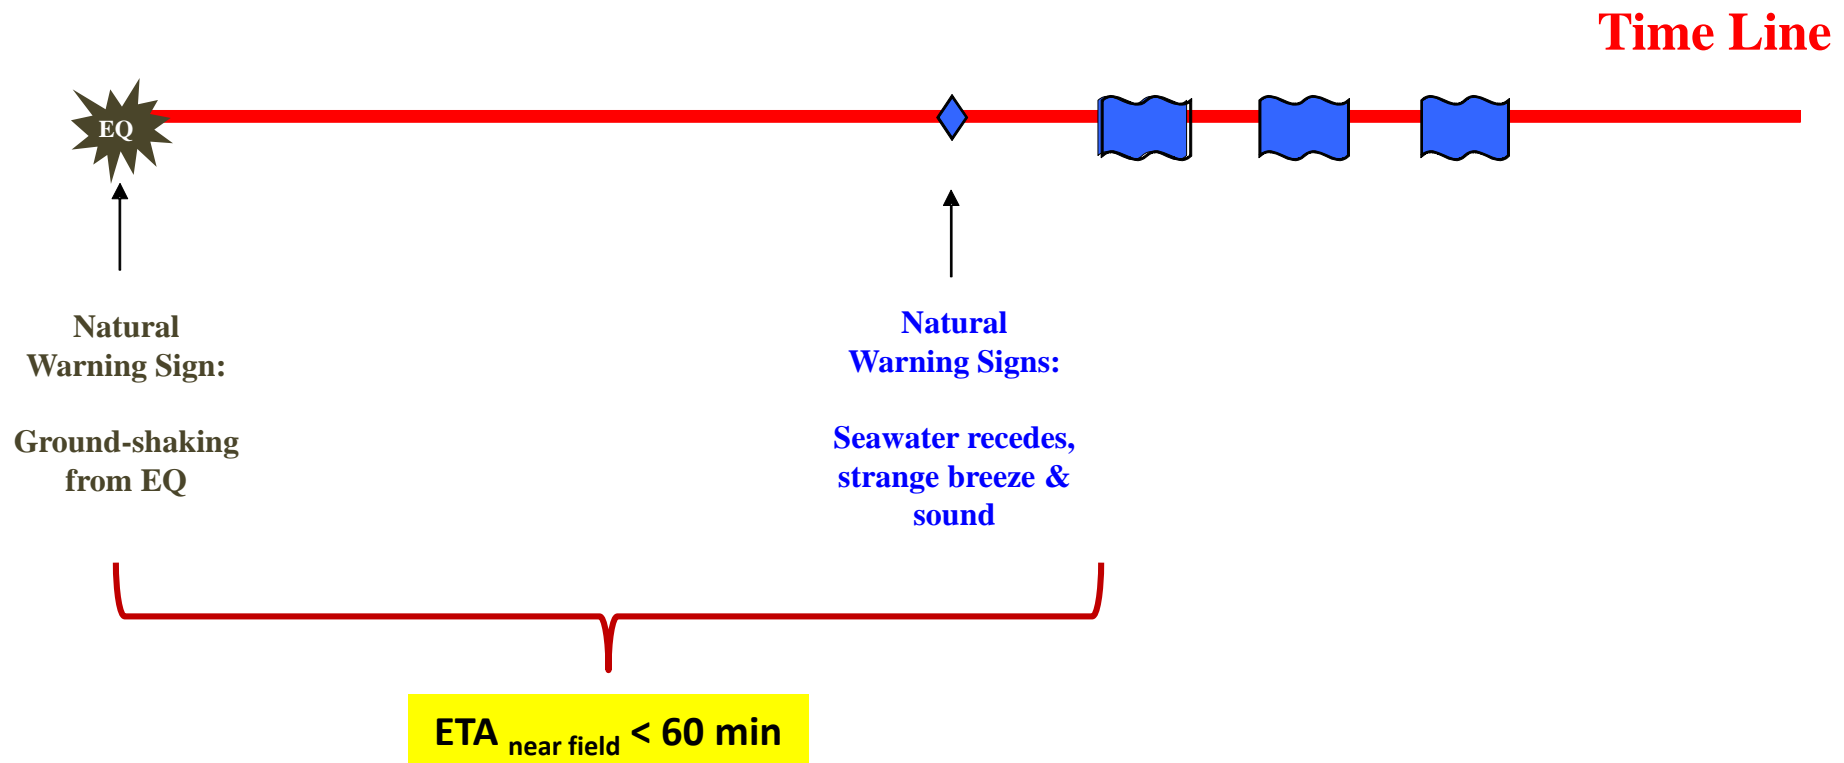 Time Line
EQ
Natural
Warning Sign:
Ground-shaking
from EQ
Natural
Warning Signs:
Seawater recedes,
strange breeze &
sound
ETA near field < 60 min